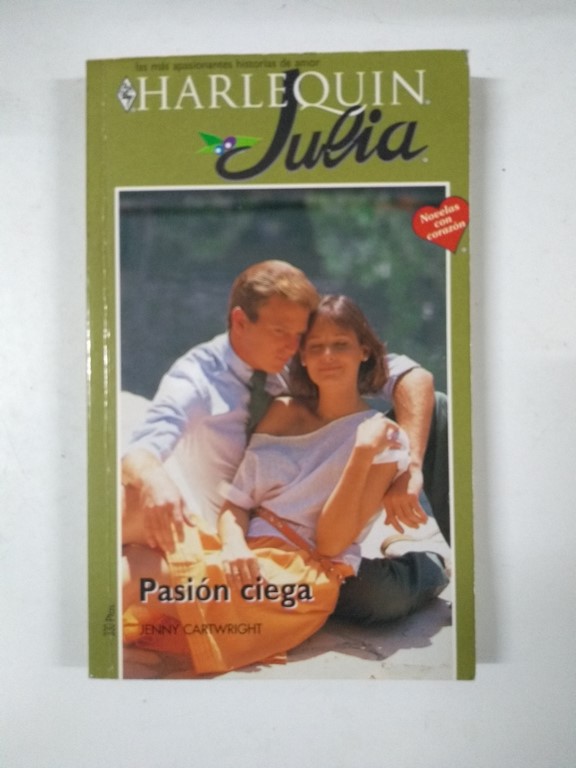 las más apasionantes historias de amor
HARLEQUIN
Julia
Novelas
con
corazón
Pasión ciega
JENNY CARTWRIGHT